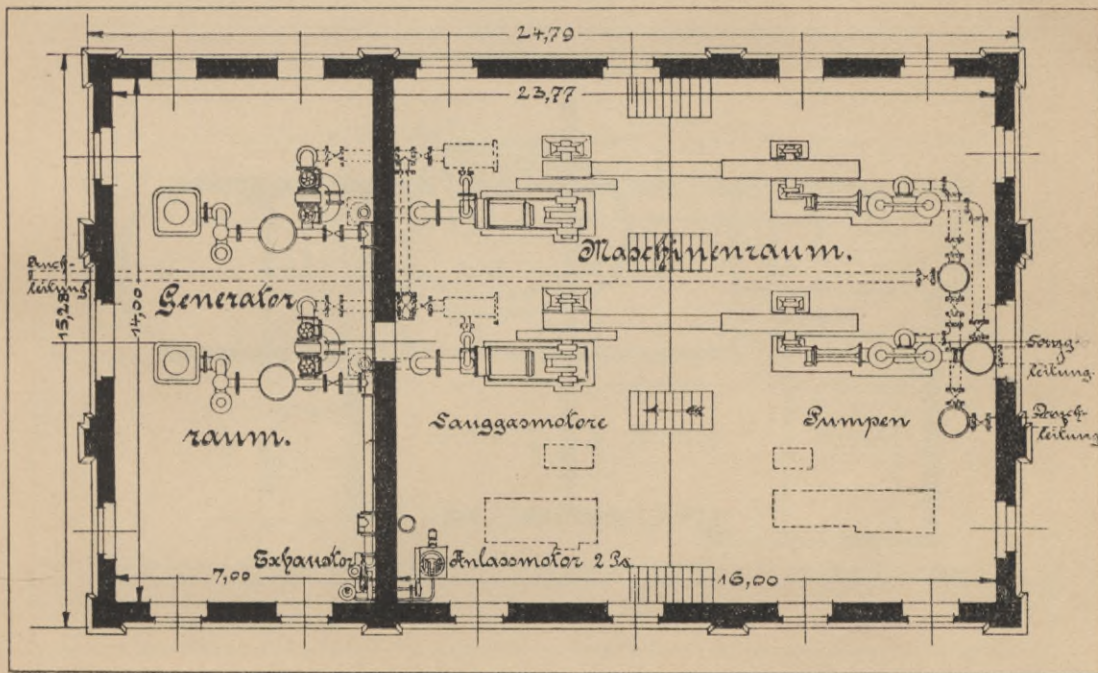 24,79
23,77
Maschinenraum.
Druck-
leitung
Generator
15,28
14,00
Saug-
leitung.
Sauggasmotore
Pumpen
Druck-
leitung
raum.
Exhaustor
Anlassmotor 2 Ps
7,00
16,00